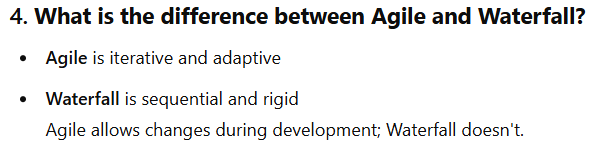 4. What is the difference between Agile and Waterfall?
• Agile is iterative and adaptive
• Waterfall is sequential and rigid
Agile allows changes during development; Waterfall doesn't.